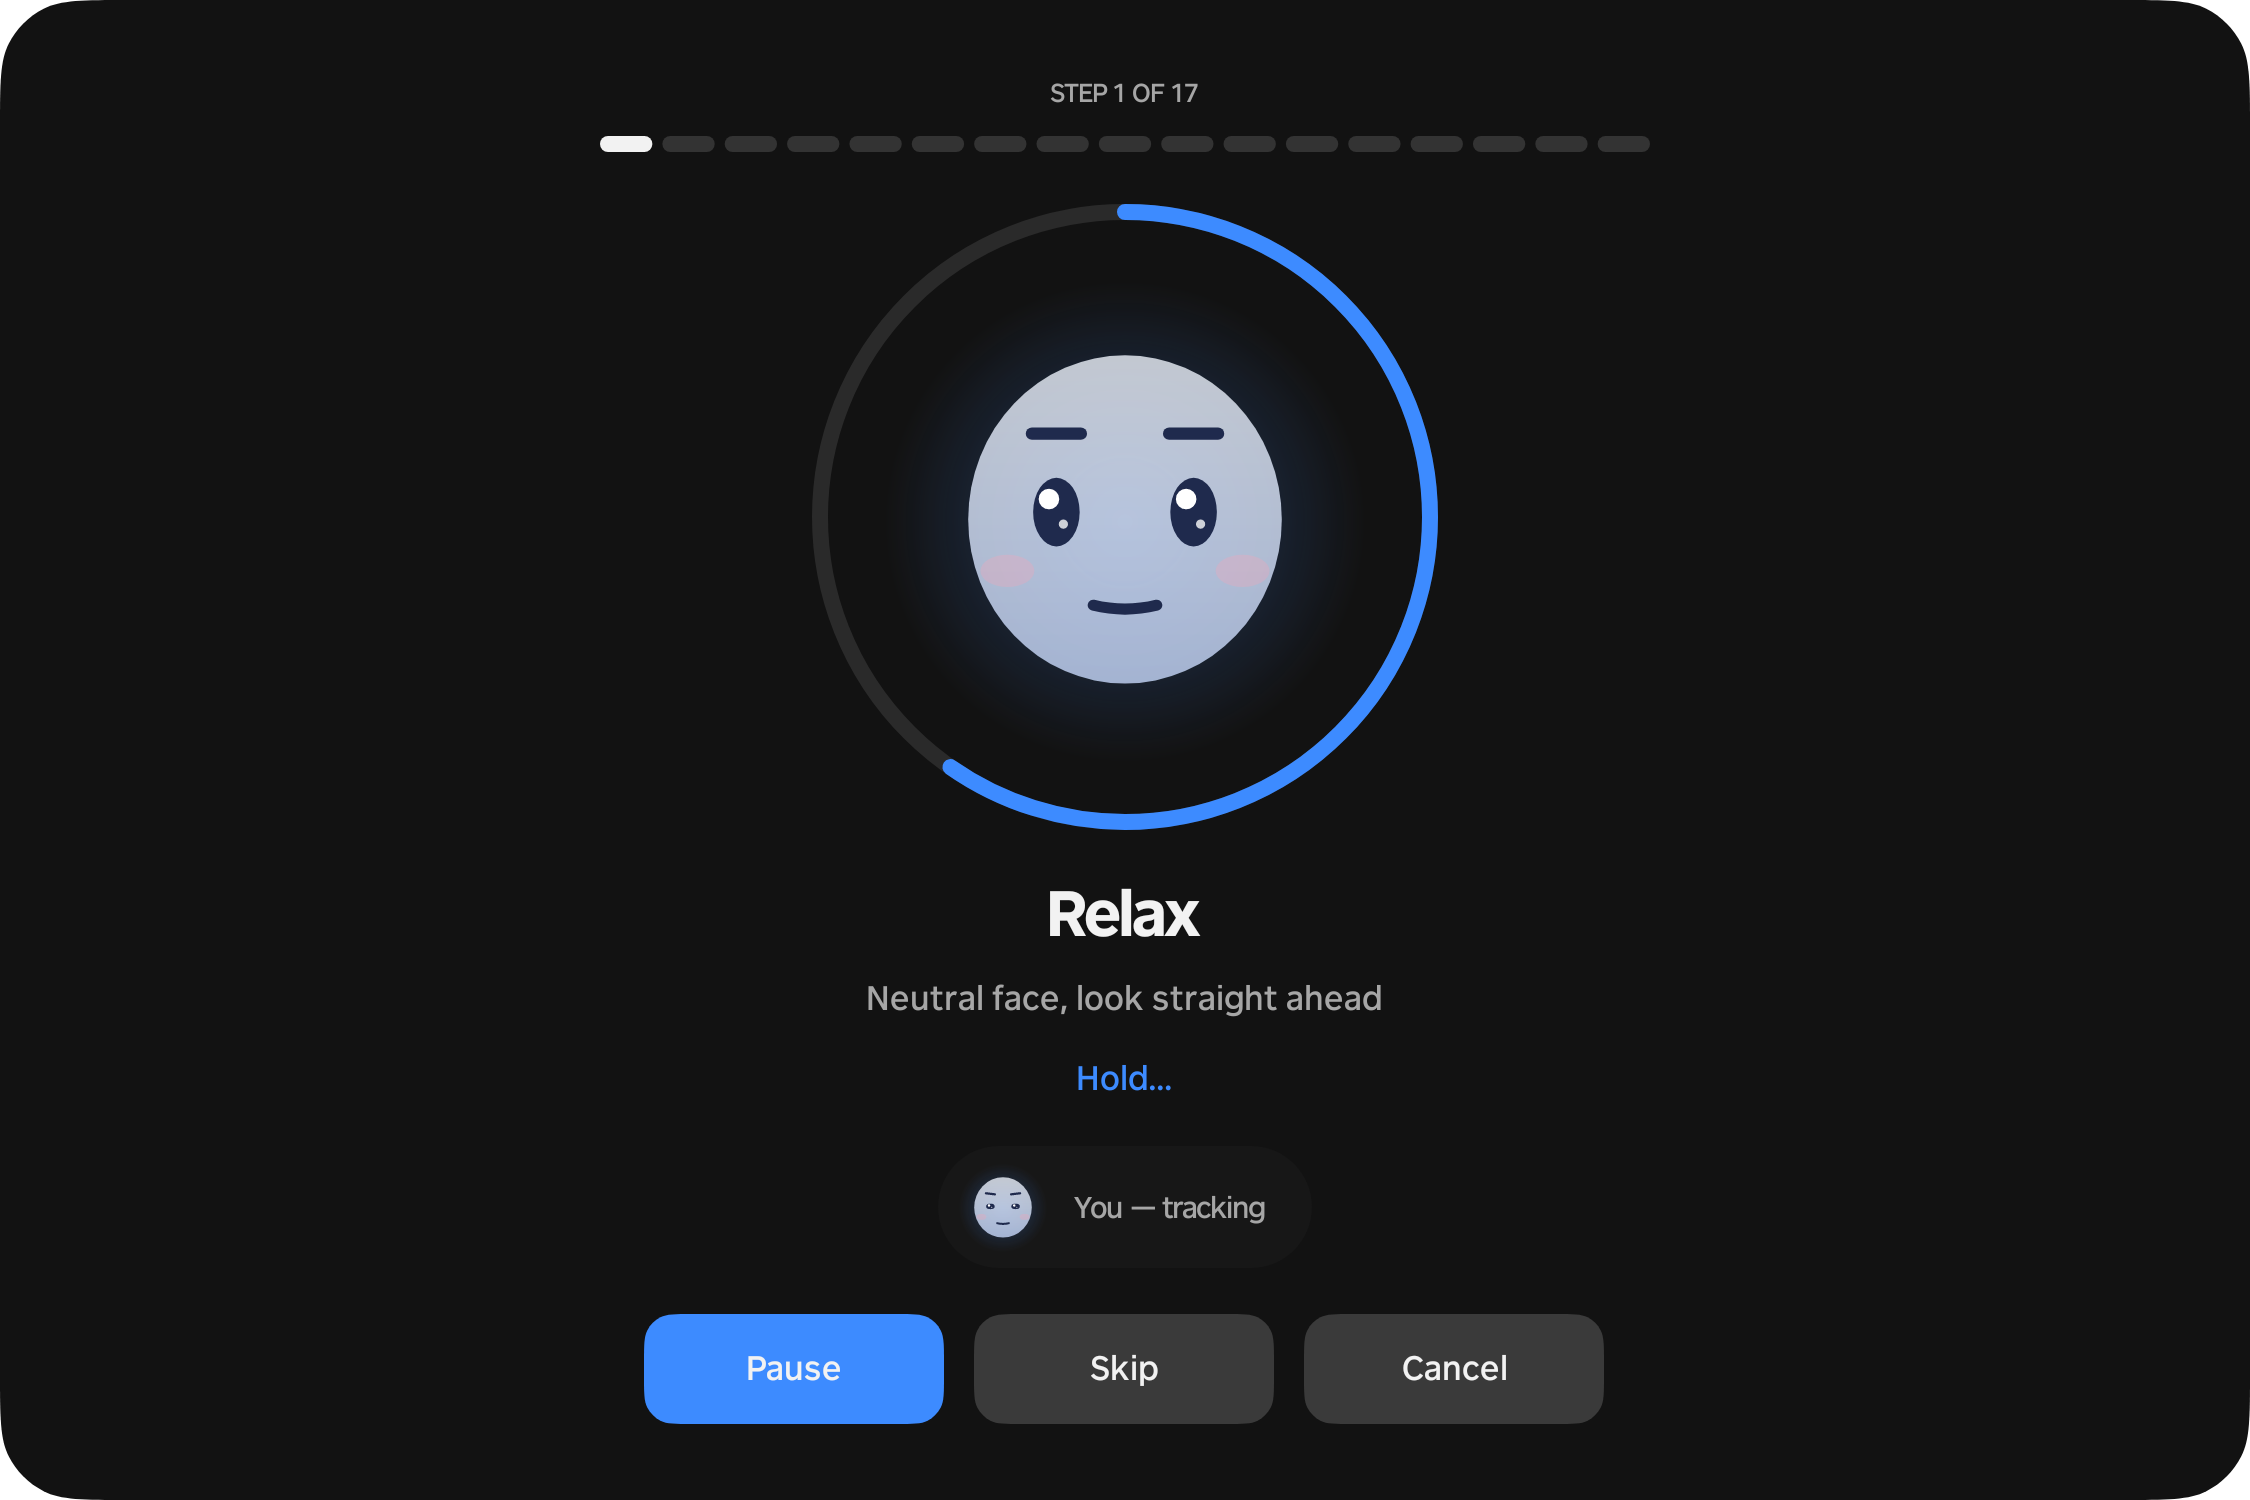 STEP 1 OF 17
Relax
Neutral face, look straight ahead
Hold...
You — tracking
Pause
Skip
Cancel